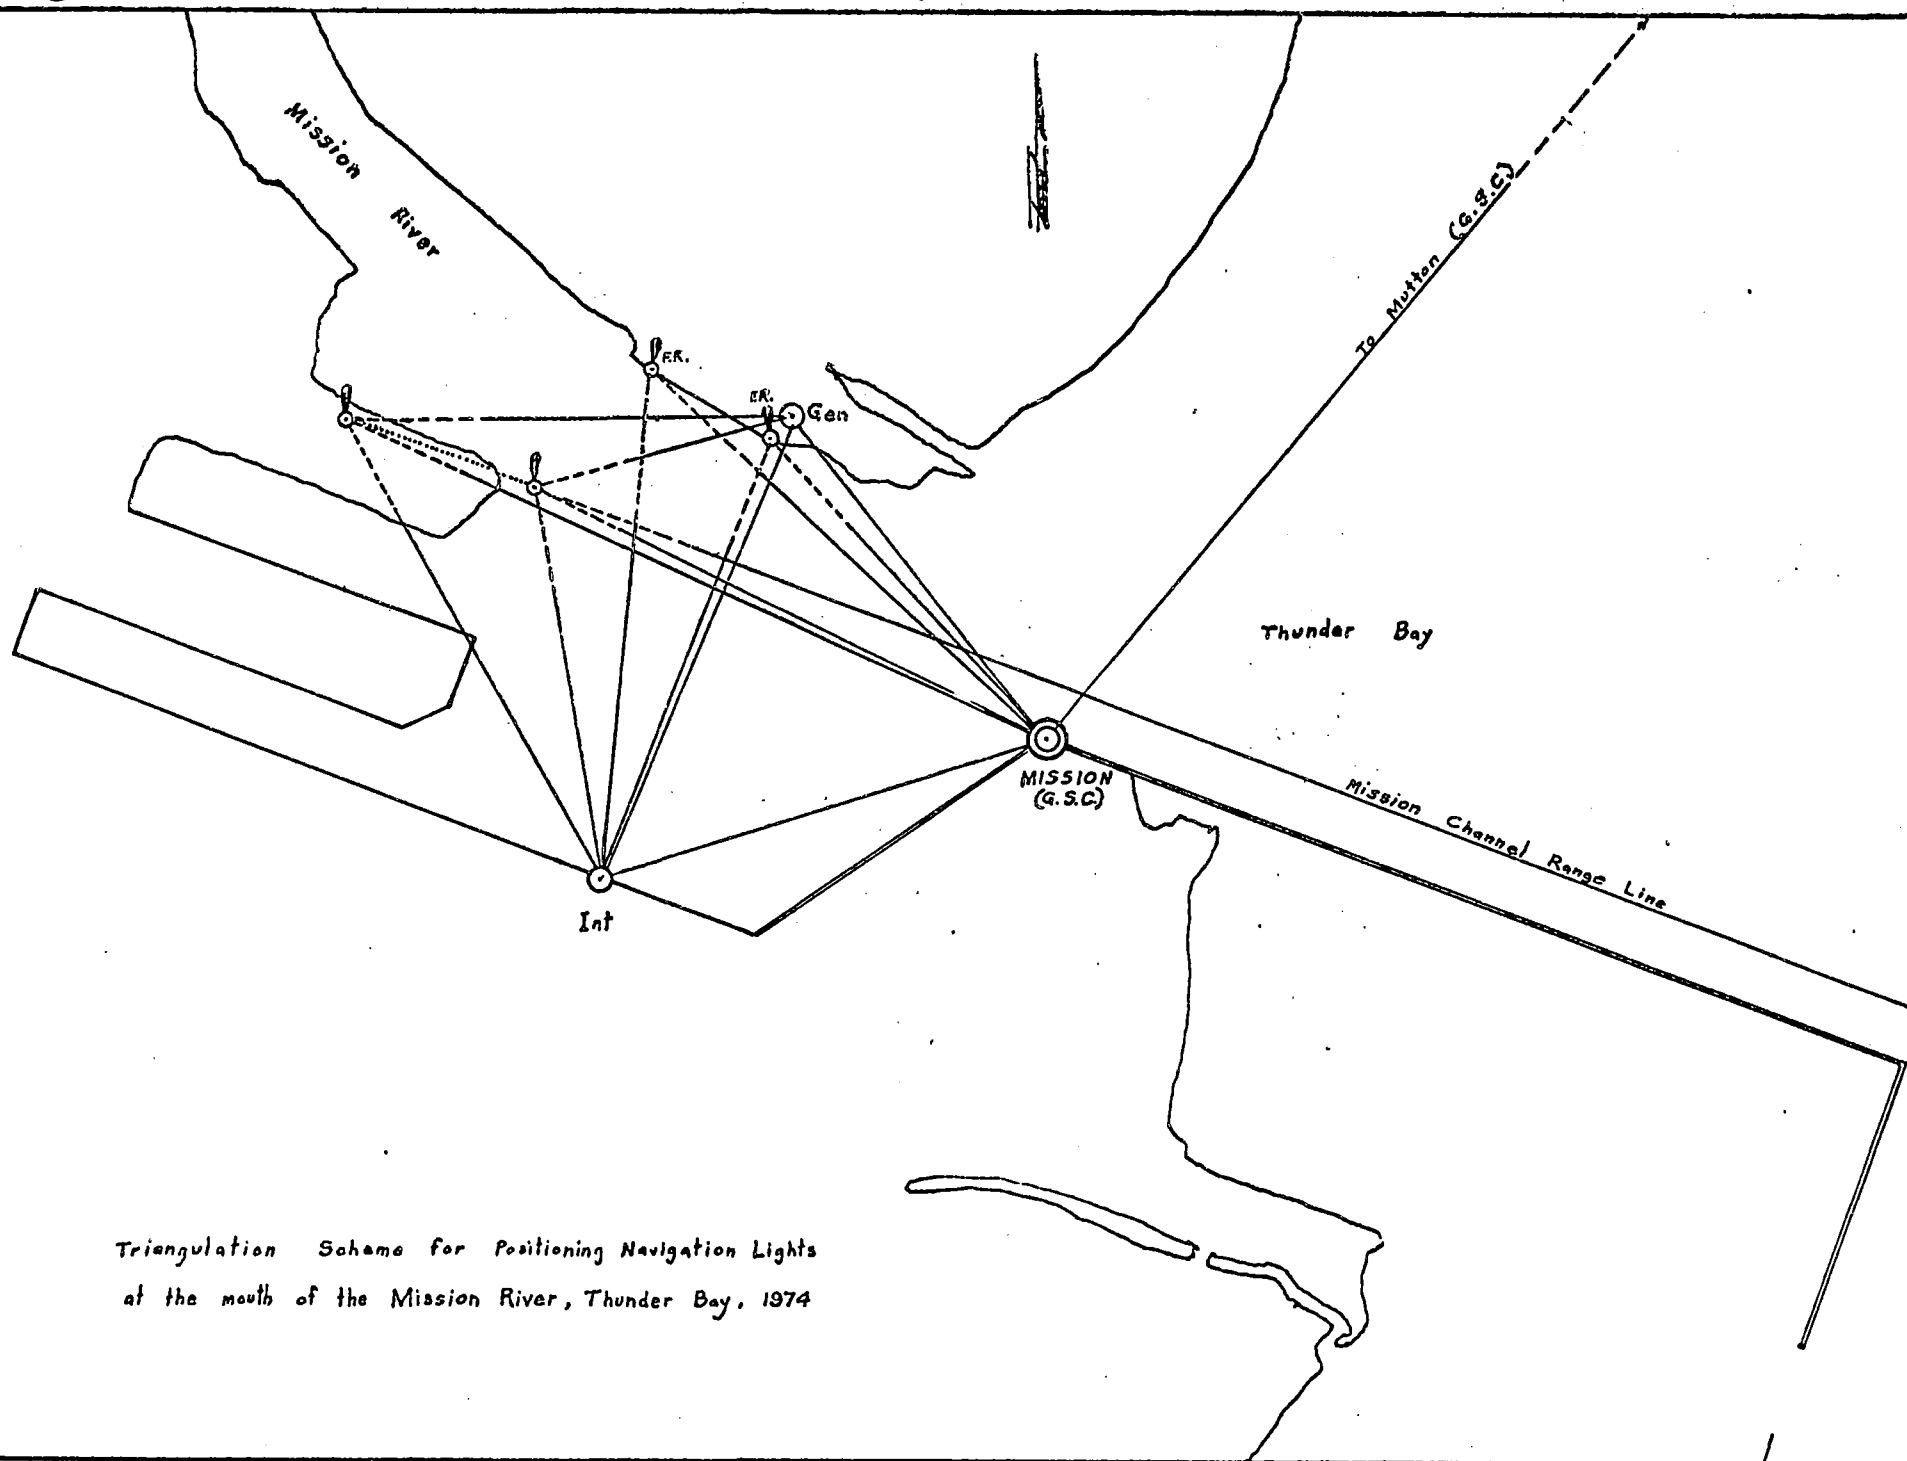 Mission
River
To Mutton (G.S.C.)
F.R.
F.R.
Gen
Thunder Bay
MISSION
(G.S.C.)
Mission Channel Range Line
Int
Triangulation Scheme for Positioning Navigation Lights
at the mouth of the Mission River, Thunder Bay, 1974